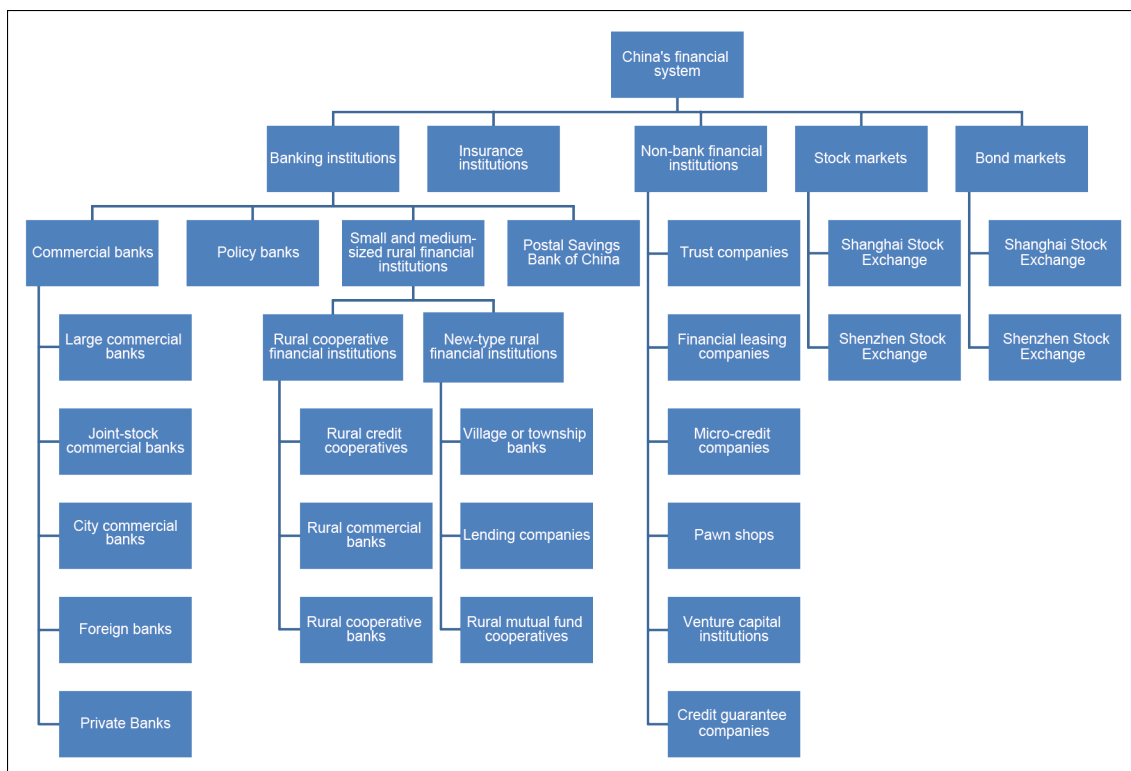 China's financial
system
Banking institutions
Insurance
institutions
Non-bank financial
institutions
Stock markets
Bond markets
Commercial banks
Policy banks
Small and medium-
sized rural financial
institutions
Postal Savings
Bank of China
Trust companies
Shanghai Stock
Exchange
Shanghai Stock
Exchange
Large commercial
banks
Rural cooperative
financial institutions
New-type rural
financial institutions
Financial leasing
companies
Shenzhen Stock
Exchange
Shenzhen Stock
Exchange
Joint-stock
commercial banks
Rural credit
cooperatives
Village or township
banks
Micro-credit
companies
City commercial
banks
Rural commercial
banks
Lending companies
Pawn shops
Foreign banks
Rural cooperative
banks
Rural mutual fund
cooperatives
Venture capital
institutions
Private Banks
Credit guarantee
companies